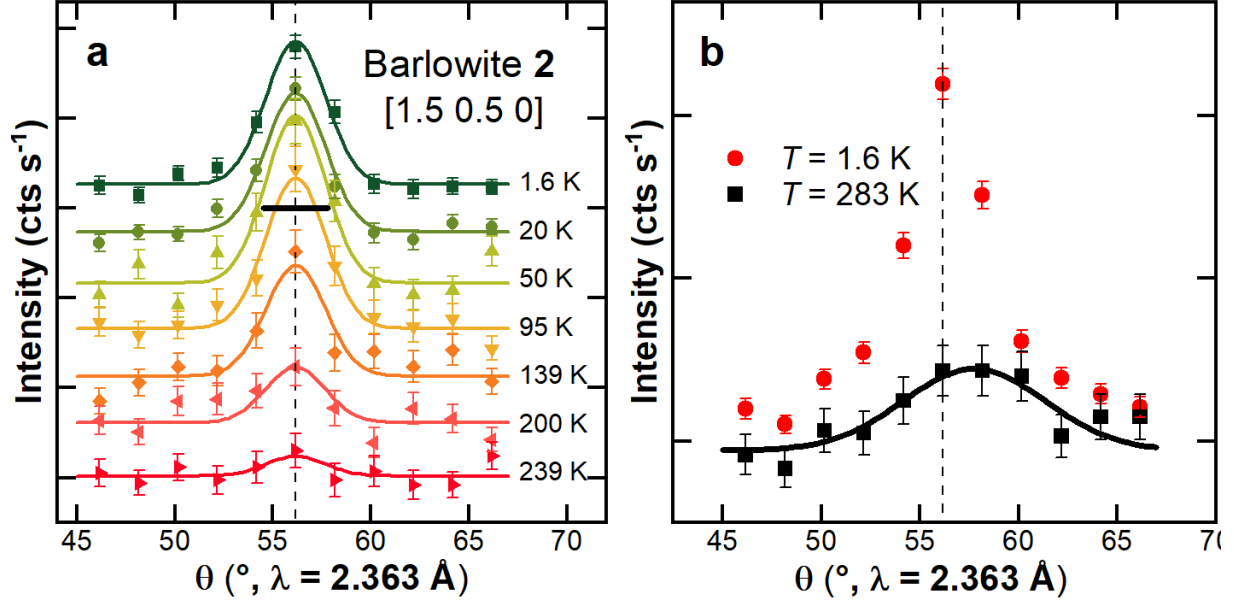 a
Barlowite 2
[1.5 0.5 0]
1.6 K
20 K
50 K
95 K
139 K
200 K
239 K
Intensity (cts s⁻¹)
45 50 55 60 65
θ (°, λ = 2.363 Å)
b
T = 1.6 K
T = 283 K
Intensity (cts s⁻¹)
45 50 55 60 65 70
θ (°, λ = 2.363 Å)